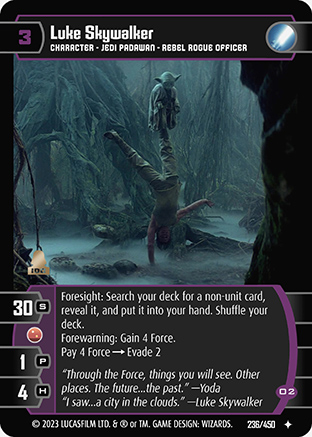 3
Luke Skywalker
CHARACTER - JEDI PADAWAN - REBEL ROGUE OFFICER
30 S
1 P
4 H
Foresight: Search your deck for a non-unit card,
reveal it, and put it into your hand. Shuffle your
deck.
Forewarning: Gain 4 Force.
Pay 4 Force → Evade 2
“Through the Force, things you will see. Other
places. The future...the past.” —Yoda
“I saw...a city in the clouds.” —Luke Skywalker
02
© 2023 LUCASFILM LTD. & ® or TM. GAME DESIGN: WIZARDS.
236/450